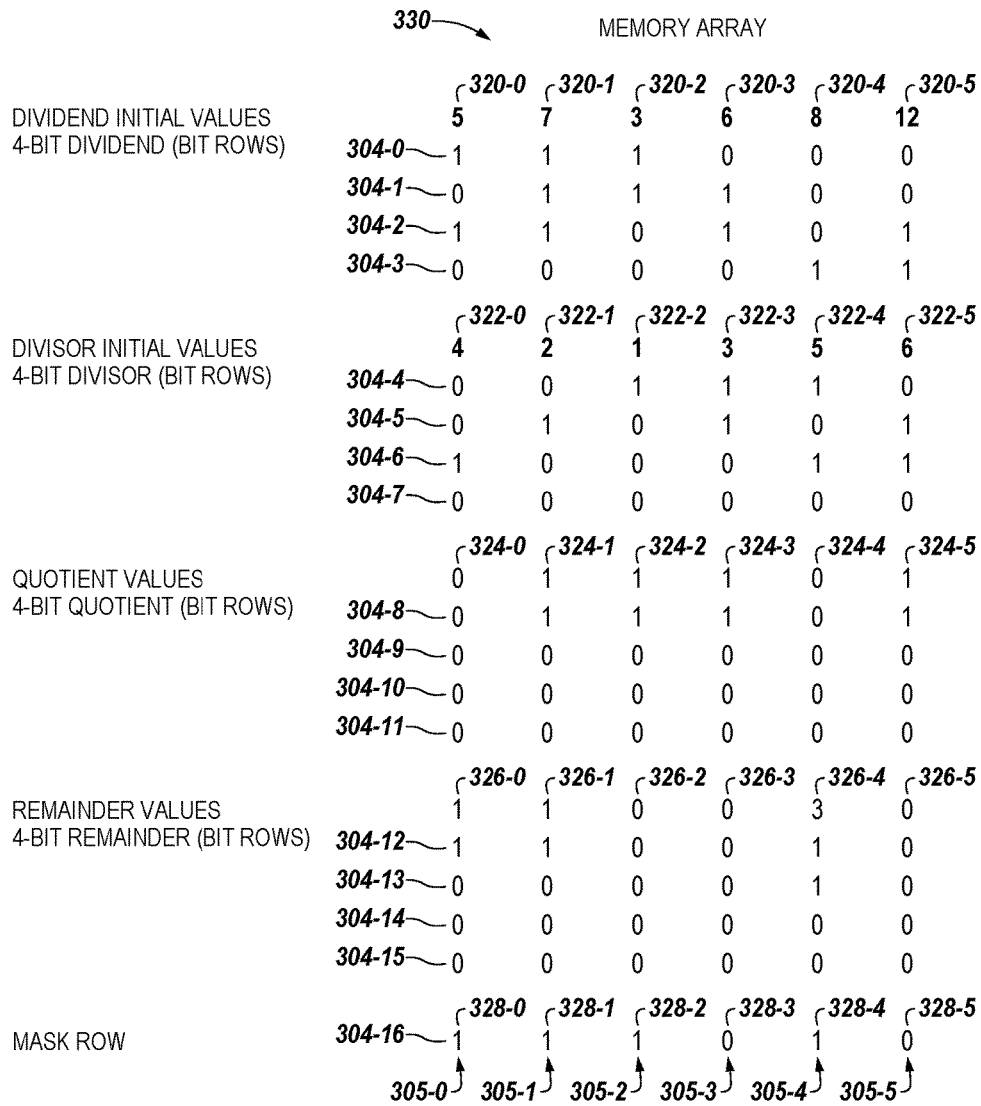 330 MEMORY ARRAY
320-0 320-1 320-2 320-3 320-4 320-5
DIVIDEND INITIAL VALUES 5 7 3 6 8 12
4-BIT DIVIDEND (BIT ROWS)
304-0 1 1 1 0 0 0
304-1 0 1 1 1 0 0
304-2 1 1 0 1 0 1
304-3 0 0 0 0 1 1
322-0 322-1 322-2 322-3 322-4 322-5
DIVISOR INITIAL VALUES 4 2 1 3 5 6
4-BIT DIVISOR (BIT ROWS)
304-4 0 0 1 1 1 0
304-5 0 1 0 1 0 1
304-6 1 0 0 0 1 1
304-7 0 0 0 0 0 0
324-0 324-1 324-2 324-3 324-4 324-5
QUOTIENT VALUES 0 1 1 1 0 1
4-BIT QUOTIENT (BIT ROWS)
304-8 0 1 1 1 0 1
304-9 0 0 0 0 0 0
304-10 0 0 0 0 0 0
304-11 0 0 0 0 0 0
326-0 326-1 326-2 326-3 326-4 326-5
REMAINDER VALUES 1 1 0 0 3 0
4-BIT REMAINDER (BIT ROWS)
304-12 1 1 0 0 1 0
304-13 0 0 0 0 1 0
304-14 0 0 0 0 0 0
304-15 0 0 0 0 0 0
328-0 328-1 328-2 328-3 328-4 328-5
MASK ROW 304-16 1 1 1 0 1 0
305-0 305-1 305-2 305-3 305-4 305-5